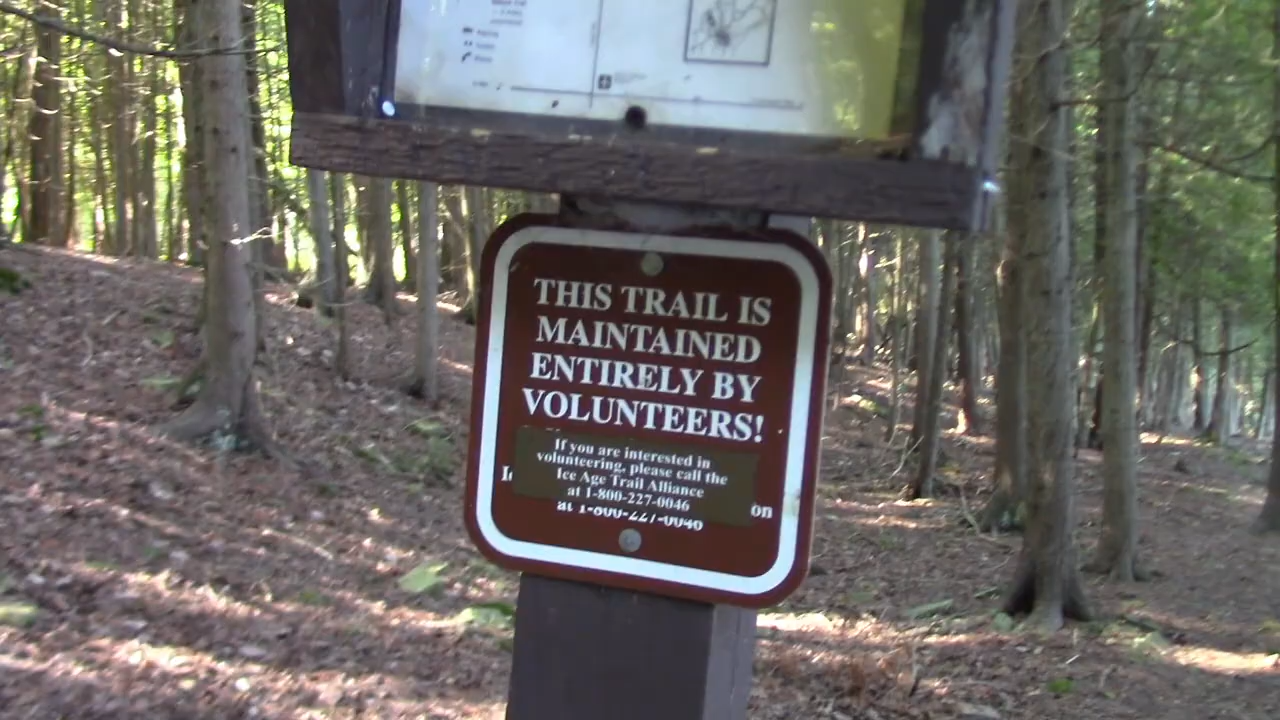 THIS TRAIL IS
MAINTAINED
ENTIRELY BY
VOLUNTEERS!
If you are interested in
volunteering, please call the
Ice Age Trail Alliance
at 1-800-227-0046
on
at 1-800-227-0046